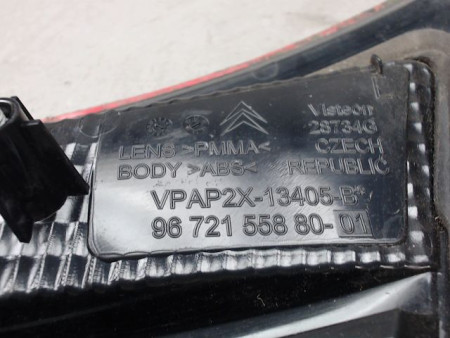 Visteon
28734G
LENS >PMMA< CZECH
BODY >ABS< REPUBLIC
VPAP2X-13405-B*
96 721 558 80-01